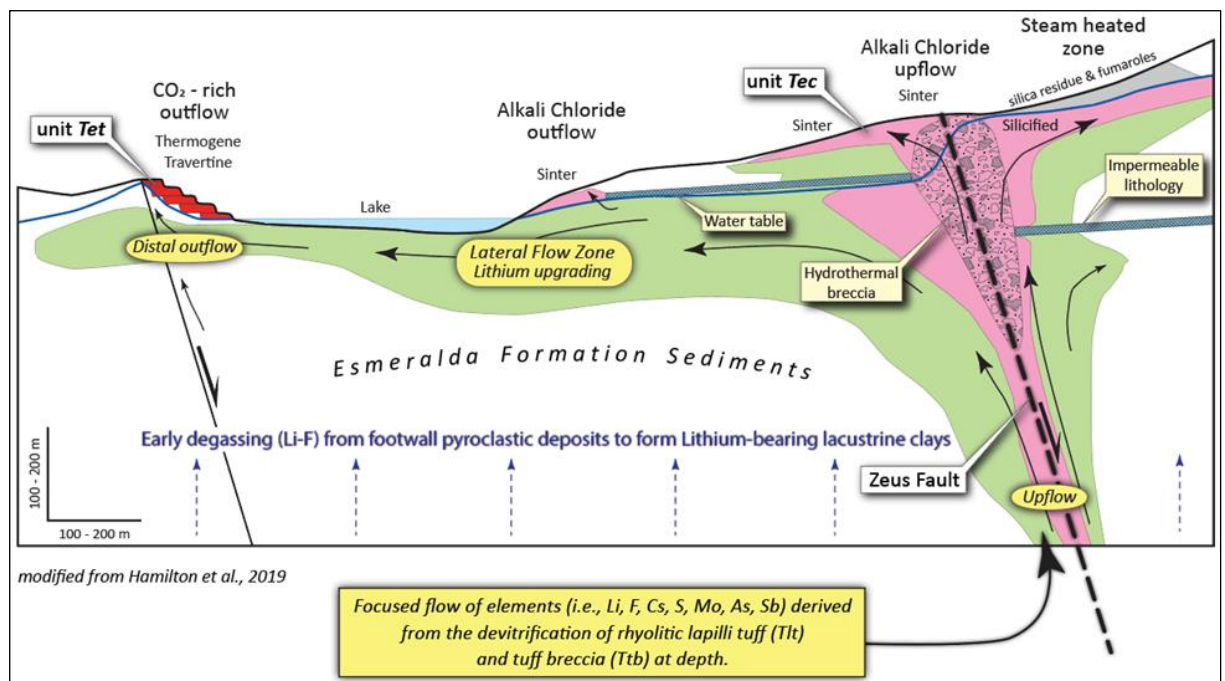 Steam heated
zone
silica residue & fumaroles
Alkali Chloride
upflow
Sinter
unit Tec
CO₂ - rich
outflow
Thermogene
Travertine
unit Tet
Alkali Chloride
outflow
Sinter
Sinter
Silicified
Impermeable
lithology
Lake
Water table
Distal outflow
Lateral Flow Zone
Lithium upgrading
Hydrothermal
breccia
Esmeralda Formation Sediments
Early degassing (Li-F) from footwall pyroclastic deposits to form Lithium-bearing lacustrine clays
Zeus Fault
Upflow
100 - 200 m
100 - 200 m
modified from Hamilton et al., 2019
Focused flow of elements (i.e., Li, F, Cs, S, Mo, As, Sb) derived
from the devitrification of rhyolitic lapilli tuff (Tlt)
and tuff breccia (Ttb) at depth.